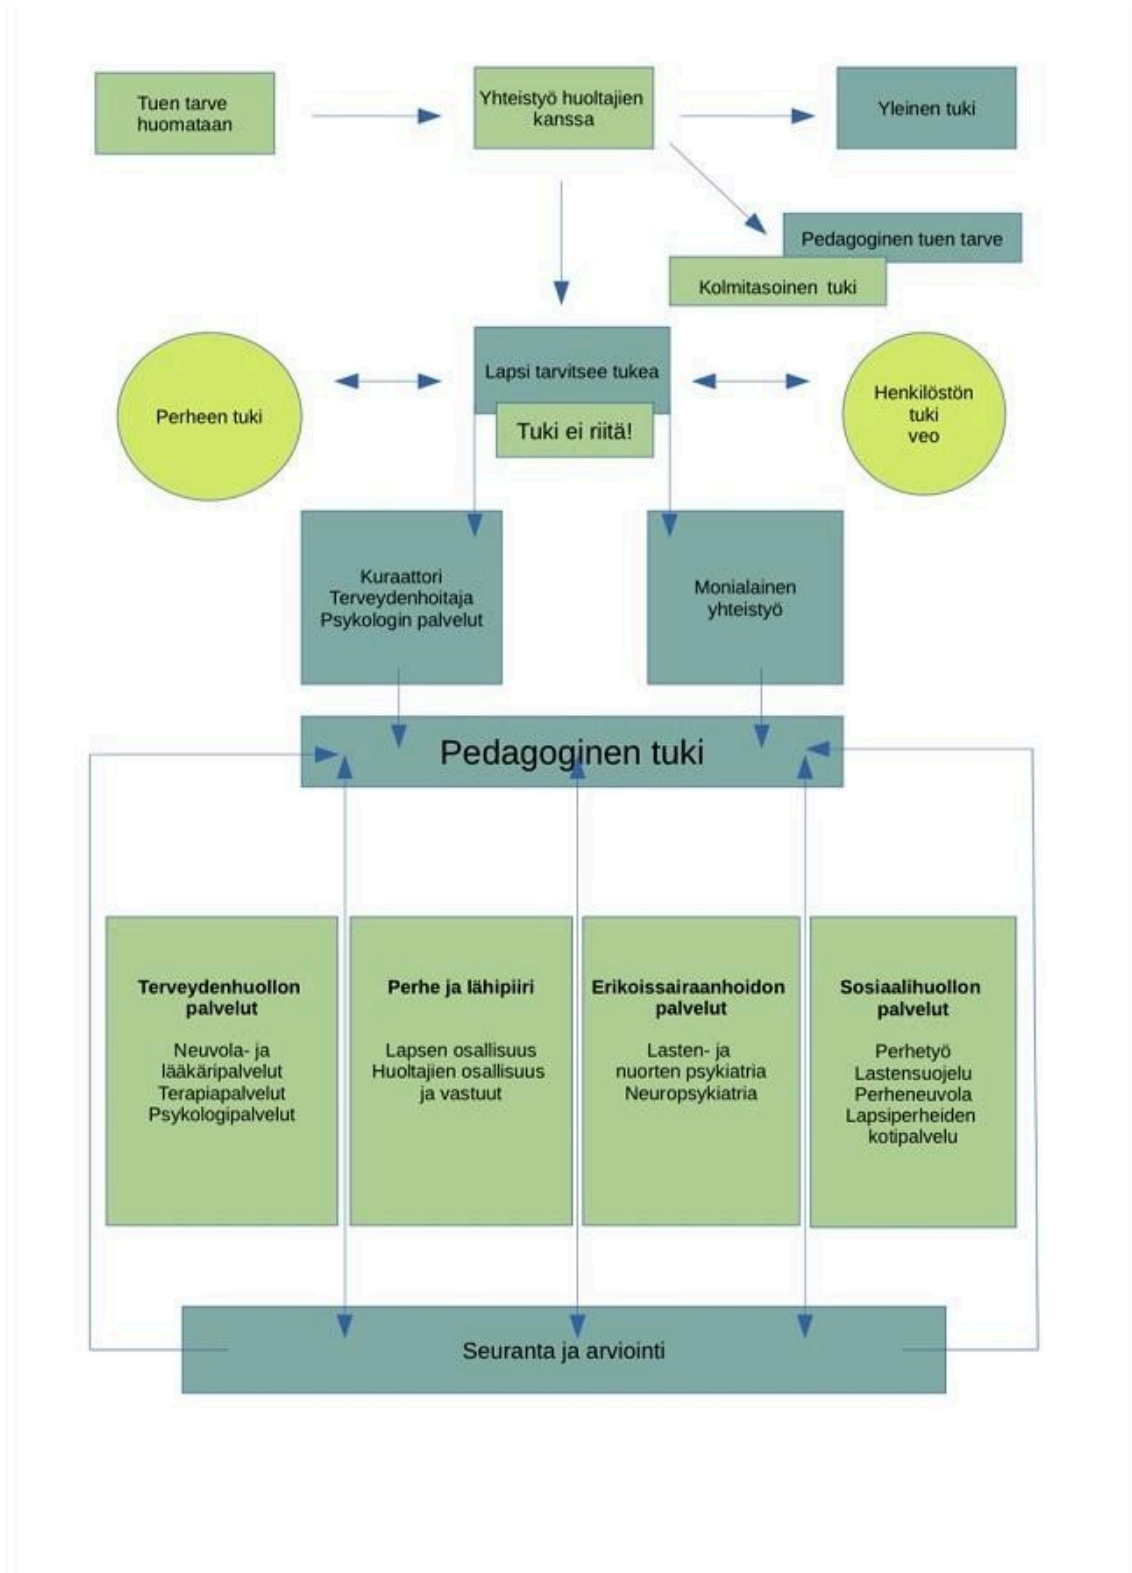 Tuen tarve
huomataan
Yhteistyö huoltajien
kanssa
Yleinen tuki
Pedagoginen tuen tarve
Kolmitasoinen tuki
Perheen tuki
Lapsi tarvitsee tukea
Tuki ei riitä!
Henkilöstön
tuki
veo
Kuraattori
Terveydenhoitaja
Psykologin palvelut
Monialainen
yhteistyö
Pedagoginen tuki
Terveydenhuollon
palvelut
Neuvola- ja
lääkäripalvelut
Terapiapalvelut
Psykologipalvelut
Perhe ja lähipiiri
Lapsen osallisuus
Huoltajien osallisuus
ja vastuut
Erikoissairaanhoidon
palvelut
Lasten- ja
nuorten psykiatria
Neuropsykiatria
Sosiaalihuollon
palvelut
Perhetyö
Lastensuojelu
Perheneuvola
Lapsiperheiden
kotipalvelu
Seuranta ja arviointi